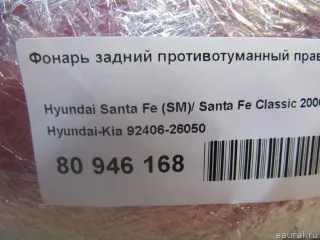 Фонарь задний противотуманный прав
Hyundai Santa Fe (SM)/ Santa Fe Classic 200
Hyundai-Kia 92406-26050
80 946 168
eaural.ru